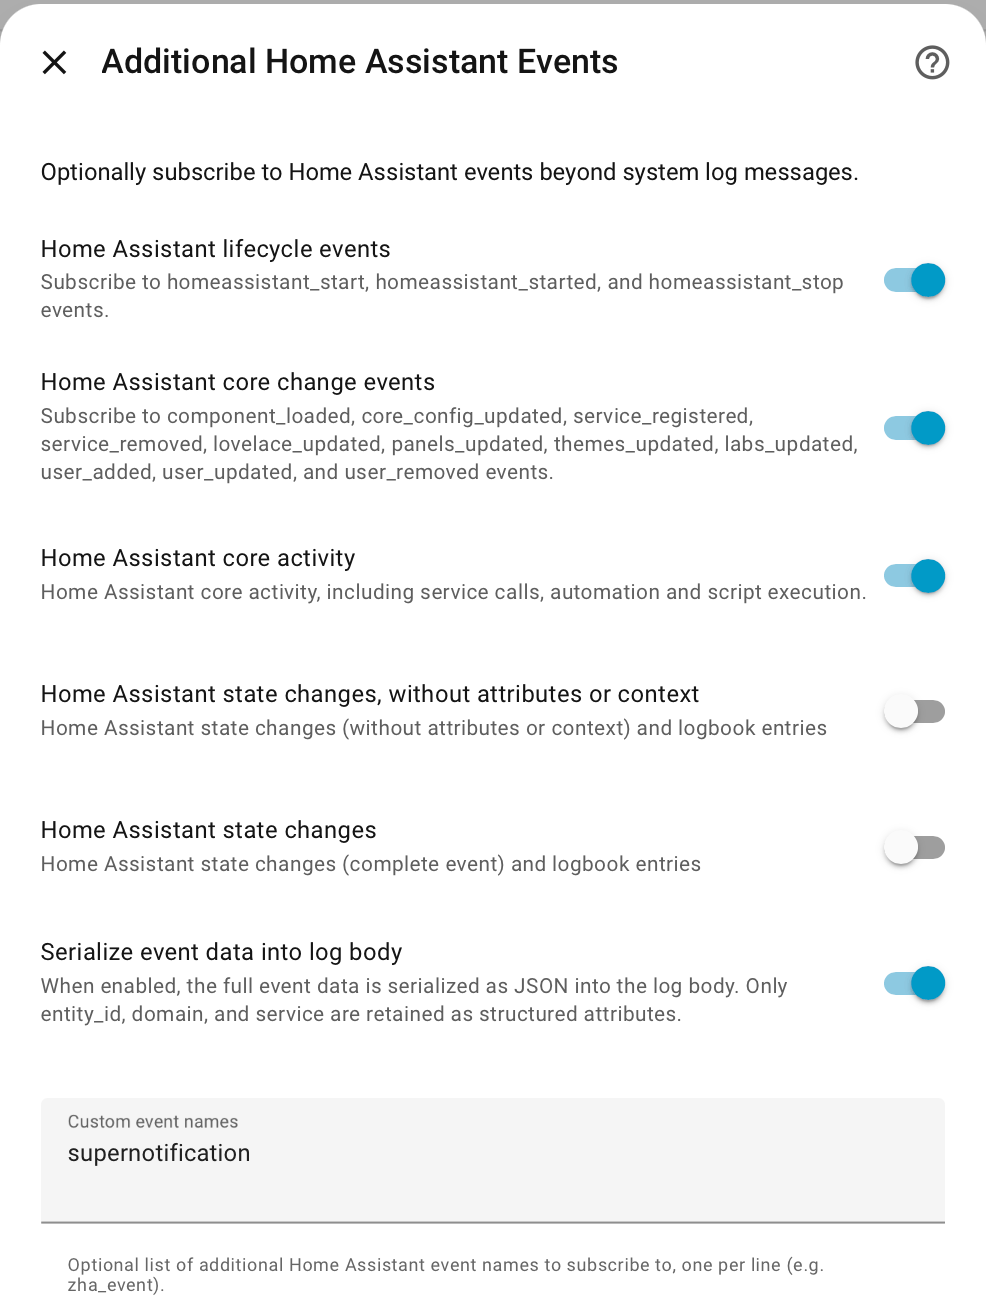 Additional Home Assistant Events
Optionally subscribe to Home Assistant events beyond system log messages.
Home Assistant lifecycle events
Subscribe to homeassistant_start, homeassistant_started, and homeassistant_stop
events.
Home Assistant core change events
Subscribe to component_loaded, core_config_updated, service_registered,
service_removed, lovelace_updated, panels_updated, themes_updated, labs_updated,
user_added, user_updated, and user_removed events.
Home Assistant core activity
Home Assistant core activity, including service calls, automation and script execution.
Home Assistant state changes, without attributes or context
Home Assistant state changes (without attributes or context) and logbook entries
Home Assistant state changes
Home Assistant state changes (complete event) and logbook entries
Serialize event data into log body
When enabled, the full event data is serialized as JSON into the log body. Only
entity_id, domain, and service are retained as structured attributes.
Custom event names
supernotification
Optional list of additional Home Assistant event names to subscribe to, one per line (e.g.
zha_event).